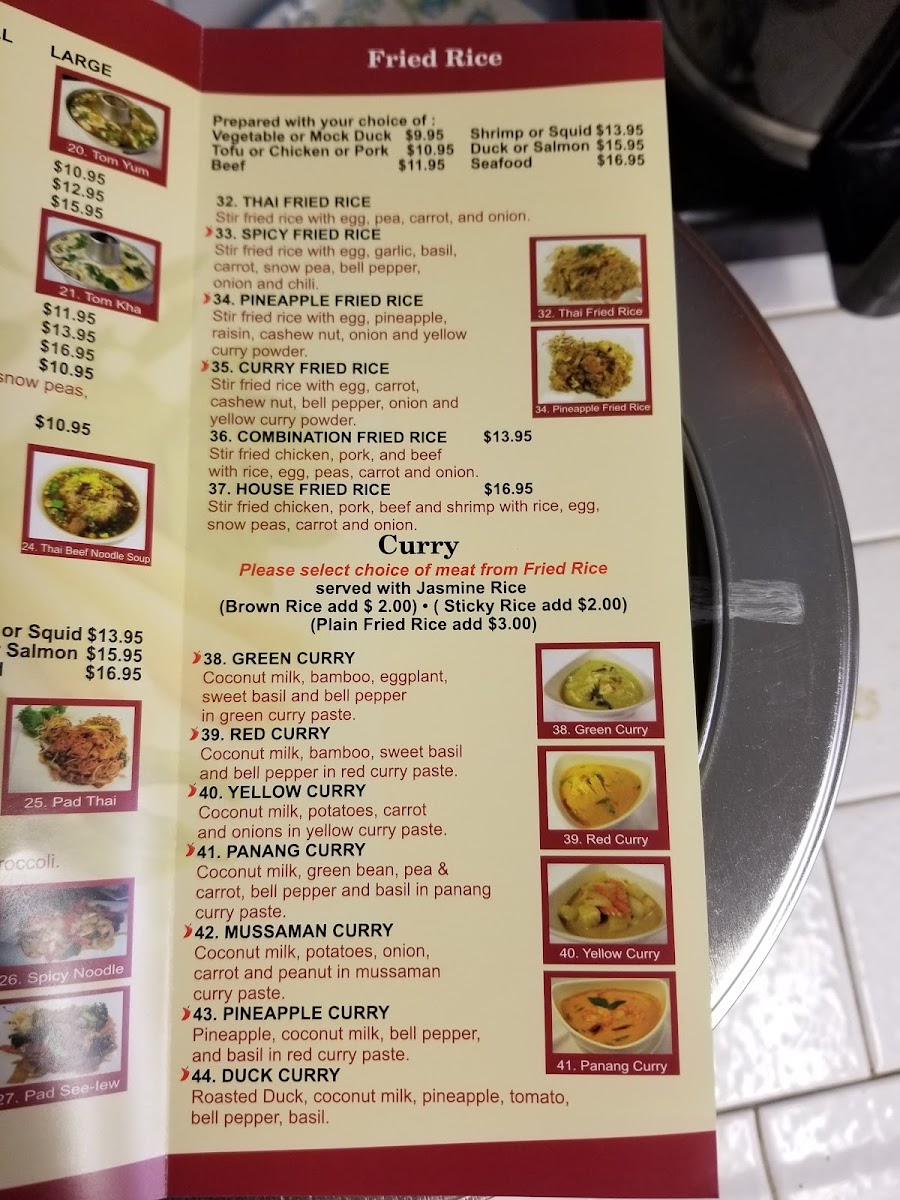 LARGE
20. Tom Yum
$10.95
$12.95
$15.95
21. Tom Kha
$11.95
$13.95
$16.95
$10.95
snow peas,
$10.95
24. Thai Beef Noodle Soup
or Squid $13.95
Salmon $15.95
$16.95
25. Pad Thai
26. Spicy Noodle
27. Pad See-lew
Fried Rice
Prepared with your choice of :
Vegetable or Mock Duck $9.95
Tofu or Chicken or Pork $10.95
Beef $11.95
Shrimp or Squid $13.95
Duck or Salmon $15.95
Seafood $16.95
32. THAI FRIED RICE
Stir fried rice with egg, pea, carrot, and onion.
33. SPICY FRIED RICE
Stir fried rice with egg, garlic, basil,
carrot, snow pea, bell pepper,
onion and chili.
34. PINEAPPLE FRIED RICE
Stir fried rice with egg, pineapple,
raisin, cashew nut, onion and yellow
curry powder.
35. CURRY FRIED RICE
Stir fried rice with egg, carrot,
cashew nut, bell pepper, onion and
yellow curry powder.
36. COMBINATION FRIED RICE $13.95
Stir fried chicken, pork, and beef
with rice, egg, peas, carrot and onion.
37. HOUSE FRIED RICE $16.95
Stir fried chicken, pork, beef and shrimp with rice, egg,
snow peas, carrot and onion.
32. Thai Fried Rice
34. Pineapple Fried Rice
Curry
Please select choice of meat from Fried Rice
served with Jasmine Rice
(Brown Rice add $ 2.00) • ( Sticky Rice add $2.00)
(Plain Fried Rice add $3.00)
38. GREEN CURRY
Coconut milk, bamboo, eggplant,
sweet basil and bell pepper
in green curry paste.
39. RED CURRY
Coconut milk, bamboo, sweet basil
and bell pepper in red curry paste.
40. YELLOW CURRY
Coconut milk, potatoes, carrot
and onions in yellow curry paste.
41. PANANG CURRY
Coconut milk, green bean, pea &
carrot, bell pepper and basil in panang
curry paste.
42. MUSSAMAN CURRY
Coconut milk, potatoes, onion,
carrot and peanut in mussaman
curry paste.
43. PINEAPPLE CURRY
Pineapple, coconut milk, bell pepper,
and basil in red curry paste.
44. DUCK CURRY
Roasted Duck, coconut milk, pineapple, tomato,
bell pepper, basil.
38. Green Curry
39. Red Curry
40. Yellow Curry
41. Panang Curry